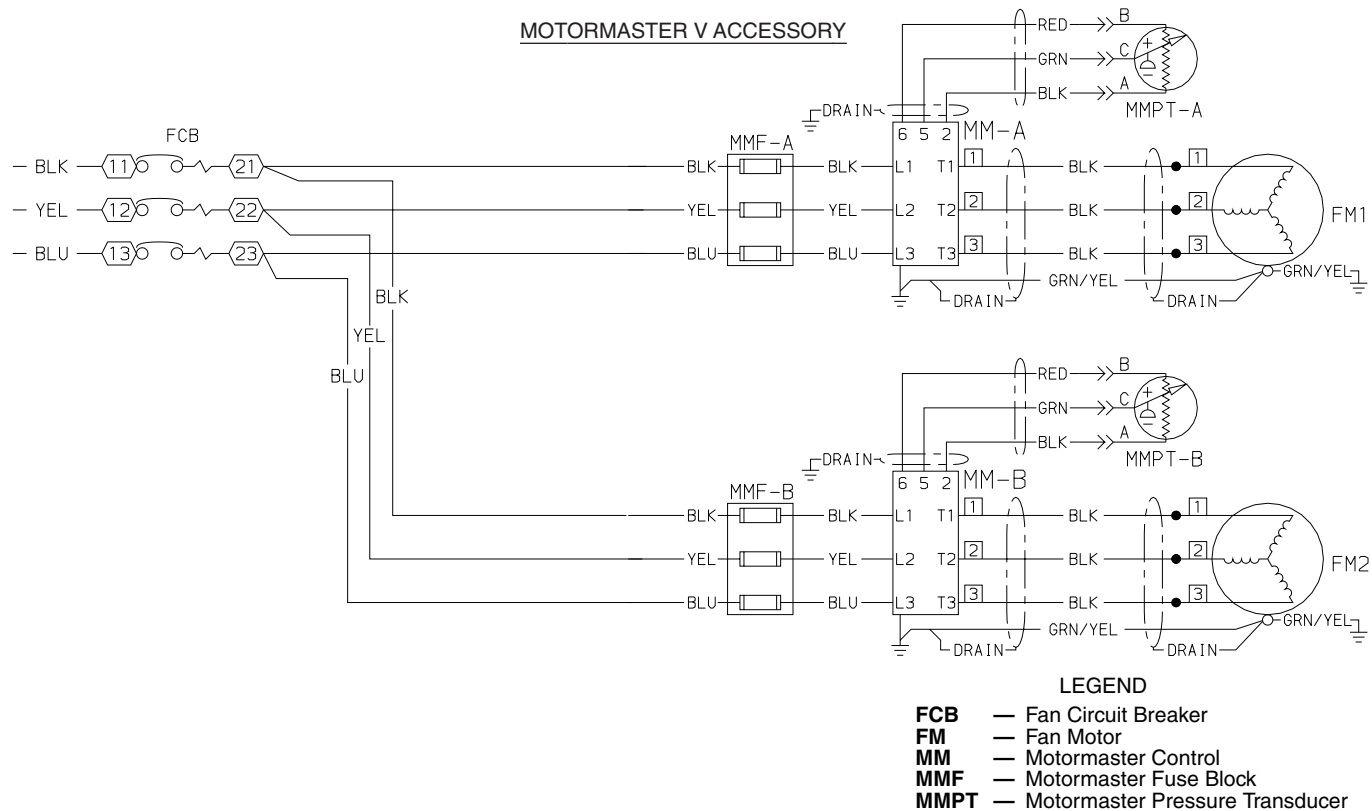 MOTORMASTER V ACCESSORY
RED B
GRN C
BLK A
MMPT-A
DRAIN
FCB
MMF-A
6 5 2 MM-A
BLK 11 21 BLK BLK L1 T1 1 BLK 1
YEL 12 22 YEL YEL L2 T2 2 BLK 2 FM1
BLU 13 23 BLU BLU L3 T3 3 BLK 3
GRN/YEL GRN/YEL
DRAIN DRAIN
BLK
YEL
BLU
RED B
GRN C
BLK A
MMPT-B
DRAIN
MMF-B
6 5 2 MM-B
BLK BLK L1 T1 1 BLK 1
YEL YEL L2 T2 2 BLK 2 FM2
BLU BLU L3 T3 3 BLK 3
GRN/YEL GRN/YEL
DRAIN DRAIN
LEGEND
FCB — Fan Circuit Breaker
FM — Fan Motor
MM — Motormaster Control
MMF — Motormaster Fuse Block
MMPT — Motormaster Pressure Transducer